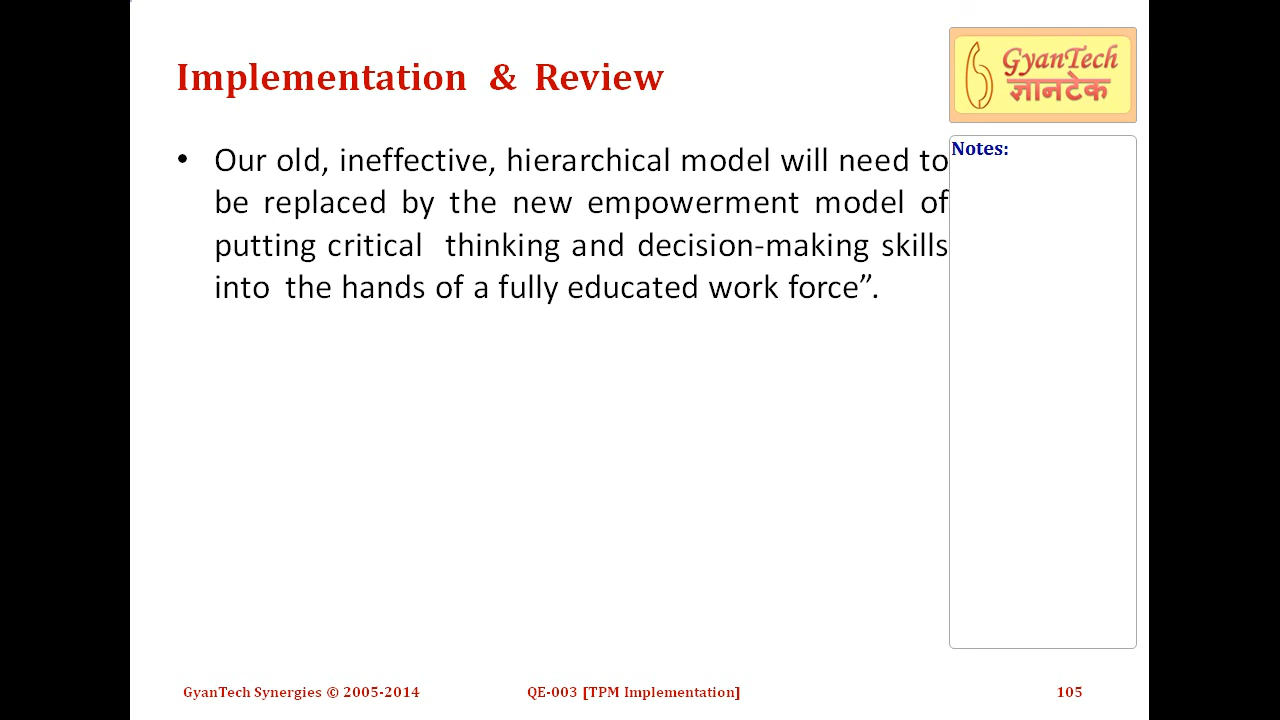 Implementation & Review
GyanTech
ज्ञानटेक
Notes:
• Our old, ineffective, hierarchical model will need to
be replaced by the new empowerment model of
putting critical thinking and decision-making skills
into the hands of a fully educated work force”.
GyanTech Synergies © 2005-2014
QE-003 [TPM Implementation]
105